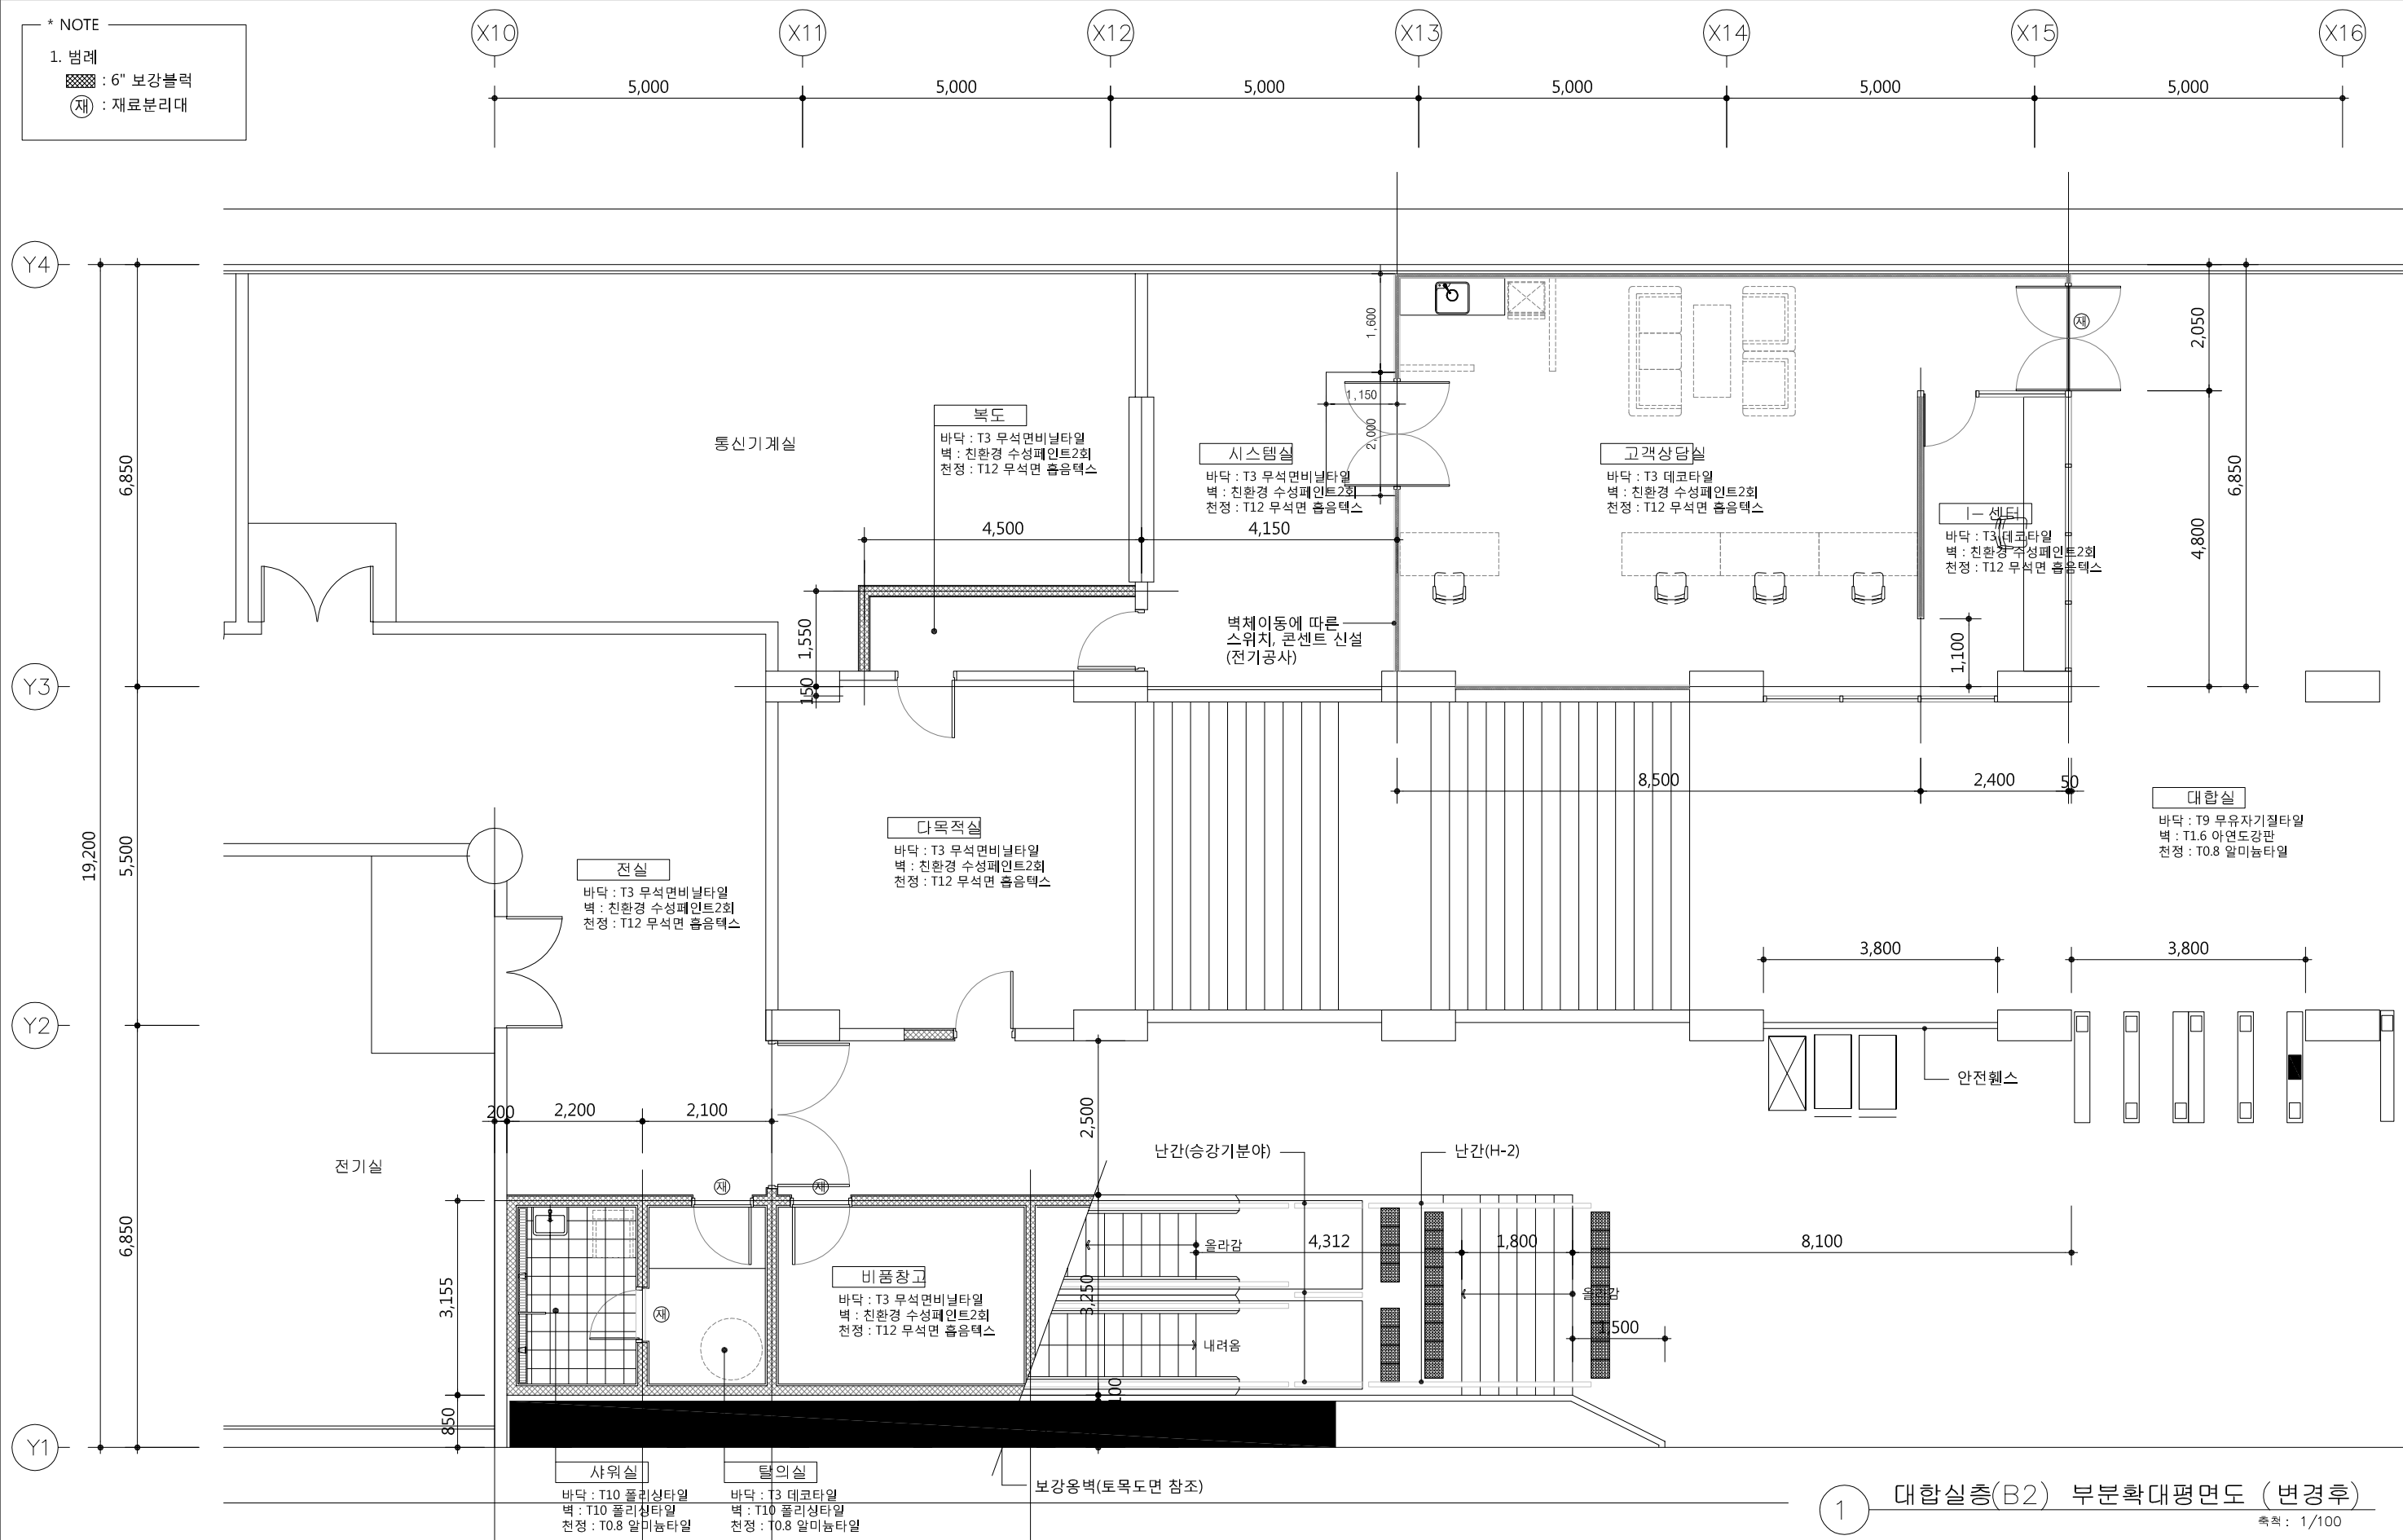 * NOTE
1. 범례
: 6" 보강블럭
재 : 재료분리대
X10
X11
X12
X13
X14
X15
X16
5,000
5,000
5,000
5,000
5,000
5,000
Y4
Y3
Y2
Y1
19,200
6,850
5,500
6,850
통신기계실
복도
바닥 : T3 무석면비닐타일
벽 : 친환경 수성페인트2회
천정 : T12 무석면 흡음텍스
시스템실
바닥 : T3 무석면비닐타일
벽 : 친환경 수성페인트2회
천정 : T12 무석면 흡음텍스
고객상담실
바닥 : T3 데코타일
벽 : 친환경 수성페인트2회
천정 : T12 무석면 흡음텍스
I-센터
바닥 : T3 데코타일
벽 : 친환경 수성페인트2회
천정 : T12 무석면 흡음텍스
1,600
1,150
2,000
재
2,050
4,800
6,850
4,500
4,150
1,550
150
1,100
벽체이동에 따른
스위치, 콘센트 신설
(전기공사)
8,500
2,400
50
대합실
바닥 : T9 무유자기질타일
벽 : T1.6 아연도강판
천정 : T0.8 알미늄타일
다목적실
바닥 : T3 무석면비닐타일
벽 : 친환경 수성페인트2회
천정 : T12 무석면 흡음텍스
전실
바닥 : T3 무석면비닐타일
벽 : 친환경 수성페인트2회
천정 : T12 무석면 흡음텍스
3,800
3,800
안전휀스
전기실
200
2,200
2,100
2,500
난간(승강기분야)
난간(H-2)
재
재
재
3,155
850
올라감
4,312
1,800
8,100
3,250
올라감
내려옴
1,500
100
비품창고
바닥 : T3 무석면비닐타일
벽 : 친환경 수성페인트2회
천정 : T12 무석면 흡음텍스
샤워실
바닥 : T10 폴리싱타일
벽 : T10 폴리싱타일
천정 : T0.8 알미늄타일
탈의실
바닥 : T3 데코타일
벽 : T10 폴리싱타일
천정 : T0.8 알미늄타일
보강옹벽(토목도면 참조)
1 대합실층(B2) 부분확대평면도 (변경후)
축척 : 1/100